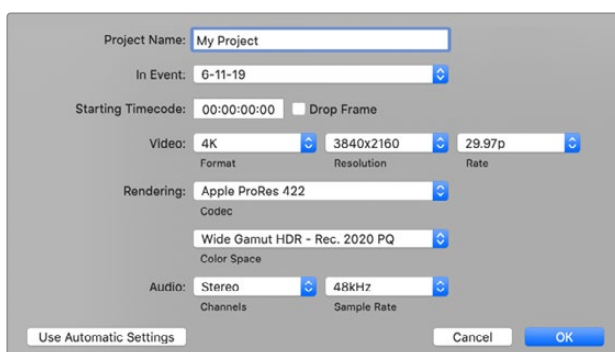 Project Name: My Project
In Event: 6-11-19
Starting Timecode: 00:00:00:00 Drop Frame
Video: 4K 3840x2160 29.97p
Format Resolution Rate
Rendering: Apple ProRes 422
Codec
Wide Gamut HDR - Rec. 2020 PQ
Color Space
Audio: Stereo 48kHz
Channels Sample Rate
Use Automatic Settings Cancel OK